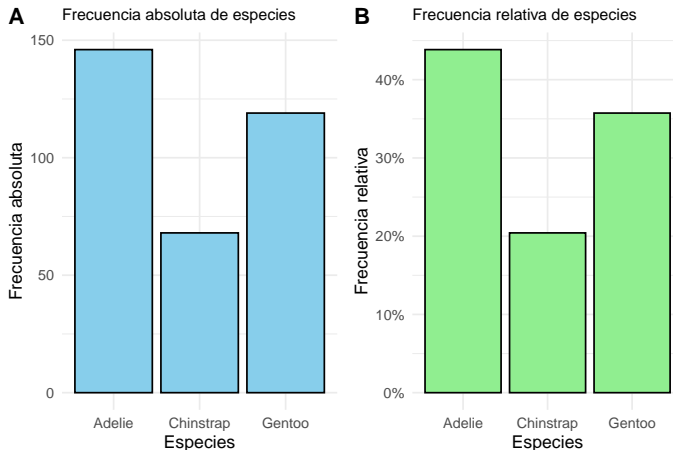 A
Frecuencia absoluta de especies
Frecuencia absoluta
150
100
50
0
Adelie Chinstrap Gentoo
Especies
B
Frecuencia relativa de especies
Frecuencia relativa
40%
30%
20%
10%
0%
Adelie Chinstrap Gentoo
Especies